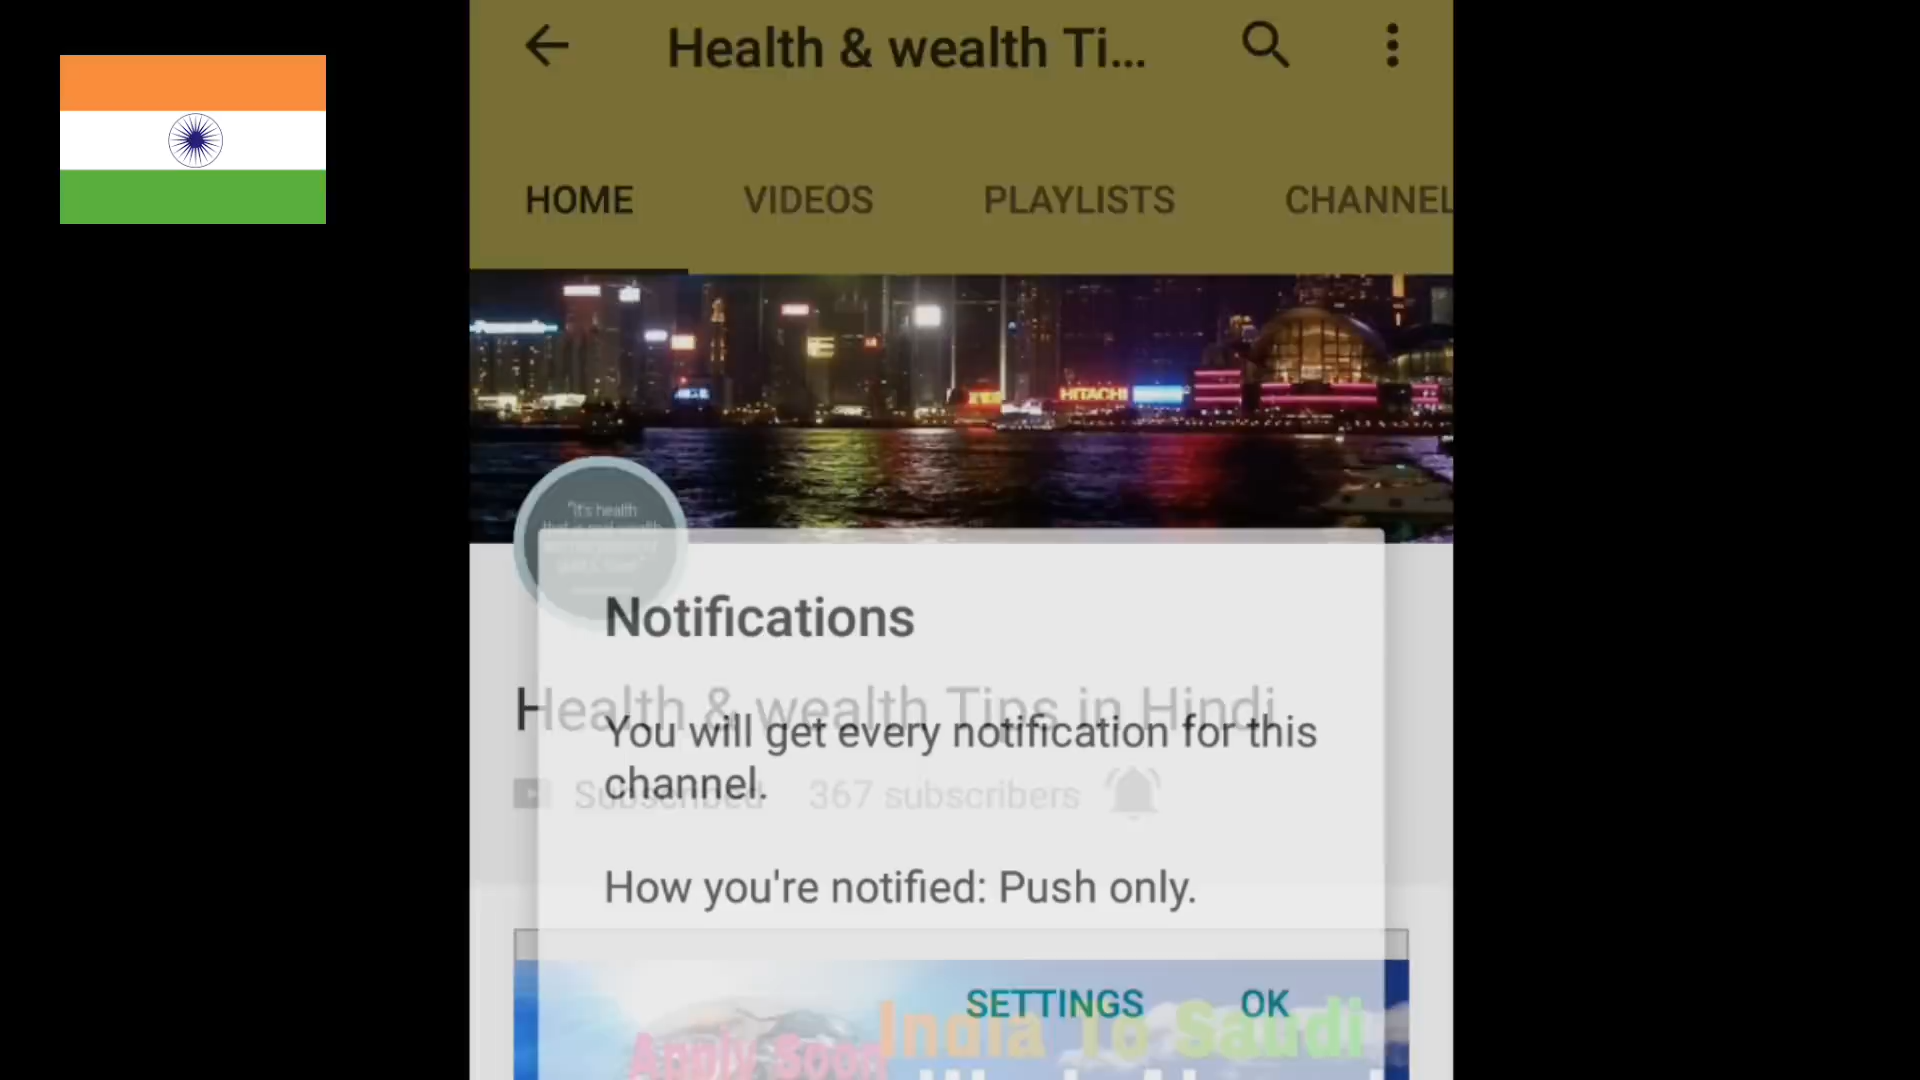 Health & wealth Ti...
HOME VIDEOS PLAYLISTS CHANNEL
HITACHI
"It's health
Notifications
Health & wealth Tips in Hindi
You will get every notification for this
channel.
Subscribed 367 subscribers
How you're notified: Push only.
SETTINGS OK
India To Saudi
Apply Soon